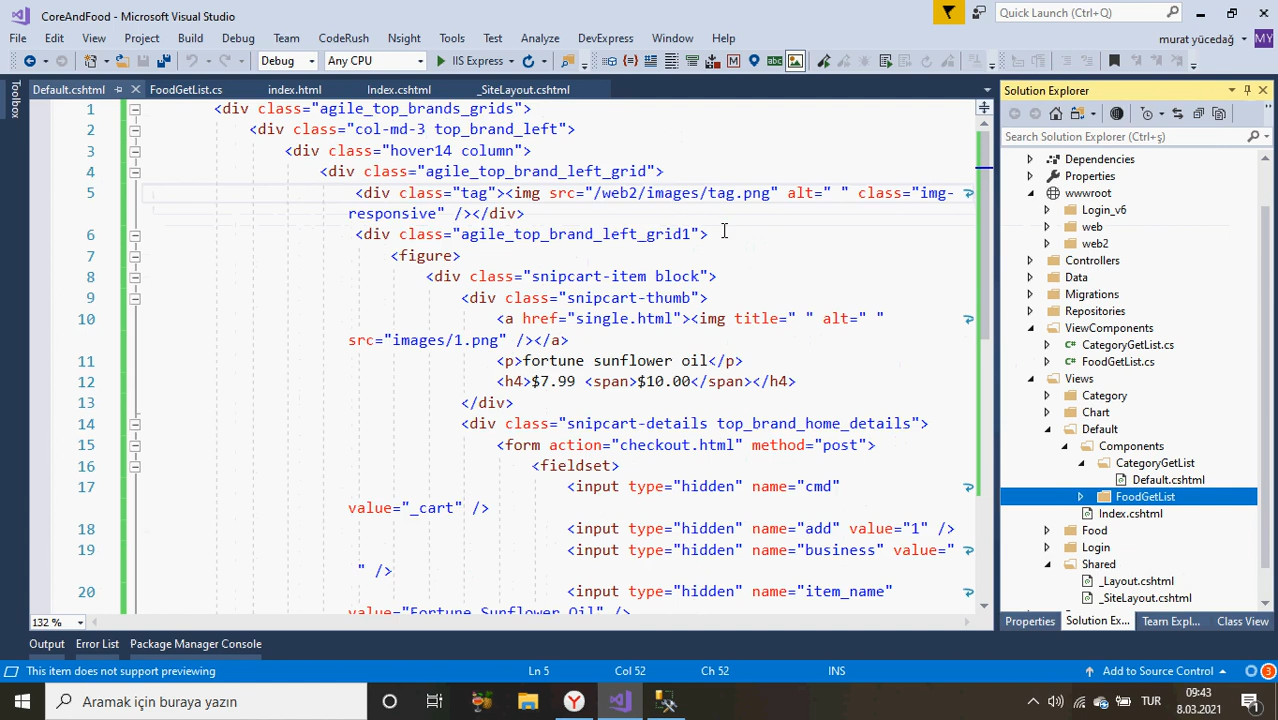 CoreAndFood - Microsoft Visual Studio
Quick Launch (Ctrl+Q)
File Edit View Project Build Debug Team CodeRush Nsight Tools Test Analyze DevExpress Window Help
murat yücedağ MY
Debug Any CPU IIS Express
Toolbox
Default.cshtml FoodGetList.cs index.html Index.cshtml _SiteLayout.cshtml
1 <div class="agile_top_brands_grids">
2 <div class="col-md-3 top_brand_left">
3 <div class="hover14 column">
4 <div class="agile_top_brand_left_grid">
5 <div class="tag"><img src="/web2/images/tag.png" alt=" " class="img-
responsive" /></div>
6 <div class="agile_top_brand_left_grid1">
7 <figure>
8 <div class="snipcart-item block">
9 <div class="snipcart-thumb">
10 <a href="single.html"><img title=" " alt=" "
src="images/1.png" /></a>
11 <p>fortune sunflower oil</p>
12 <h4>$7.99 <span>$10.00</span></h4>
13 </div>
14 <div class="snipcart-details top_brand_home_details">
15 <form action="checkout.html" method="post">
16 <fieldset>
17 <input type="hidden" name="cmd"
value="_cart" />
18 <input type="hidden" name="add" value="1" />
19 <input type="hidden" name="business" value="
" />
20 <input type="hidden" name="item_name"
value="Fortune Sunflower Oil" />
132 %
Solution Explorer
Search Solution Explorer (Ctrl+ş)
Dependencies
Properties
wwwroot
Login_v6
web
web2
Controllers
Data
Migrations
Repositories
ViewComponents
CategoryGetList.cs
FoodGetList.cs
Views
Category
Chart
Default
Components
CategoryGetList
Default.cshtml
FoodGetList
Index.cshtml
Food
Login
Shared
_Layout.cshtml
_SiteLayout.cshtml
Properties Solution Ex... Team Expl... Class View
Output Error List Package Manager Console
This item does not support previewing Ln 5 Col 52 Ch 52 INS Add to Source Control 3
Aramak için buraya yazın
TUR
09:43
8.03.2021
1